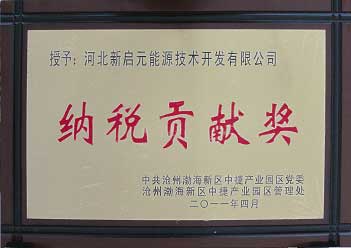 授予：河北新启元能源技术开发有限公司
纳税贡献奖
中共沧州渤海新区中捷产业园区党委
沧州渤海新区中捷产业园区管理处
二〇一一年四月